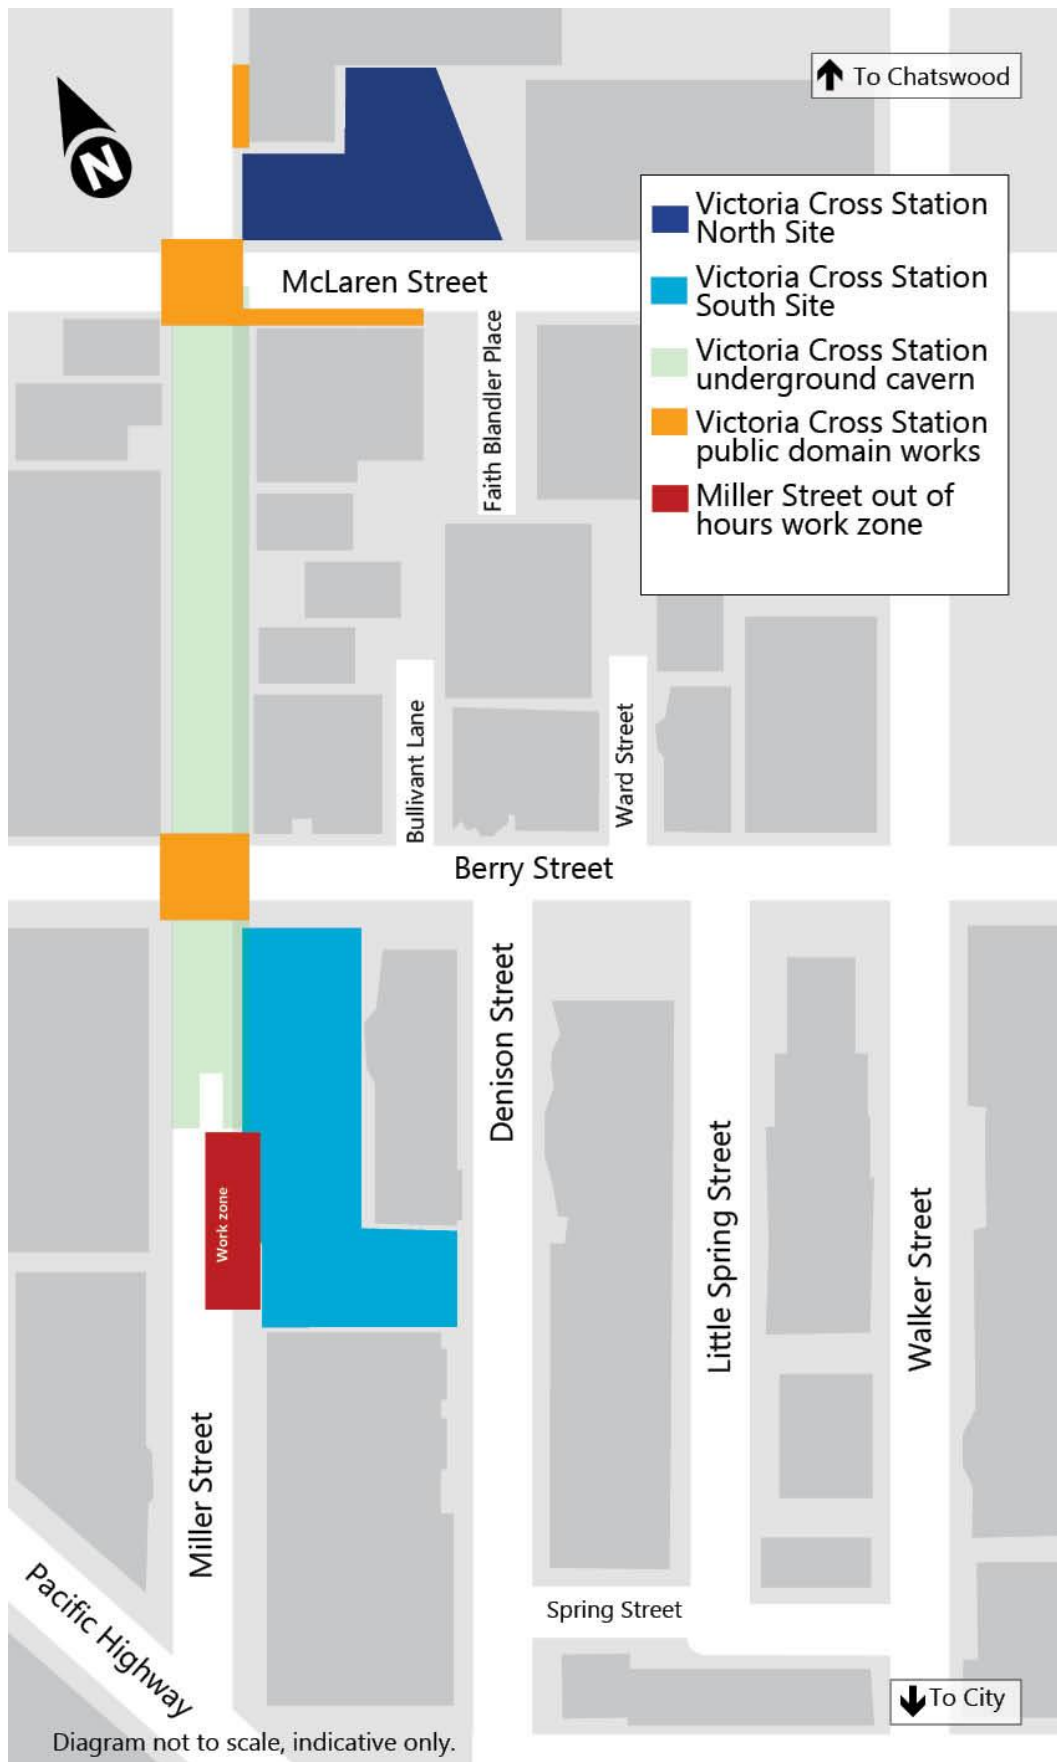 To Chatswood
N
Victoria Cross Station
North Site
Victoria Cross Station
South Site
Victoria Cross Station
underground cavern
Victoria Cross Station
public domain works
Miller Street out of
hours work zone
McLaren Street
Faith Blandler Place
Bullivant Lane
Ward Street
Berry Street
Denison Street
Little Spring Street
Walker Street
Work zone
Miller Street
Pacific Highway
Spring Street
To City
Diagram not to scale, indicative only.